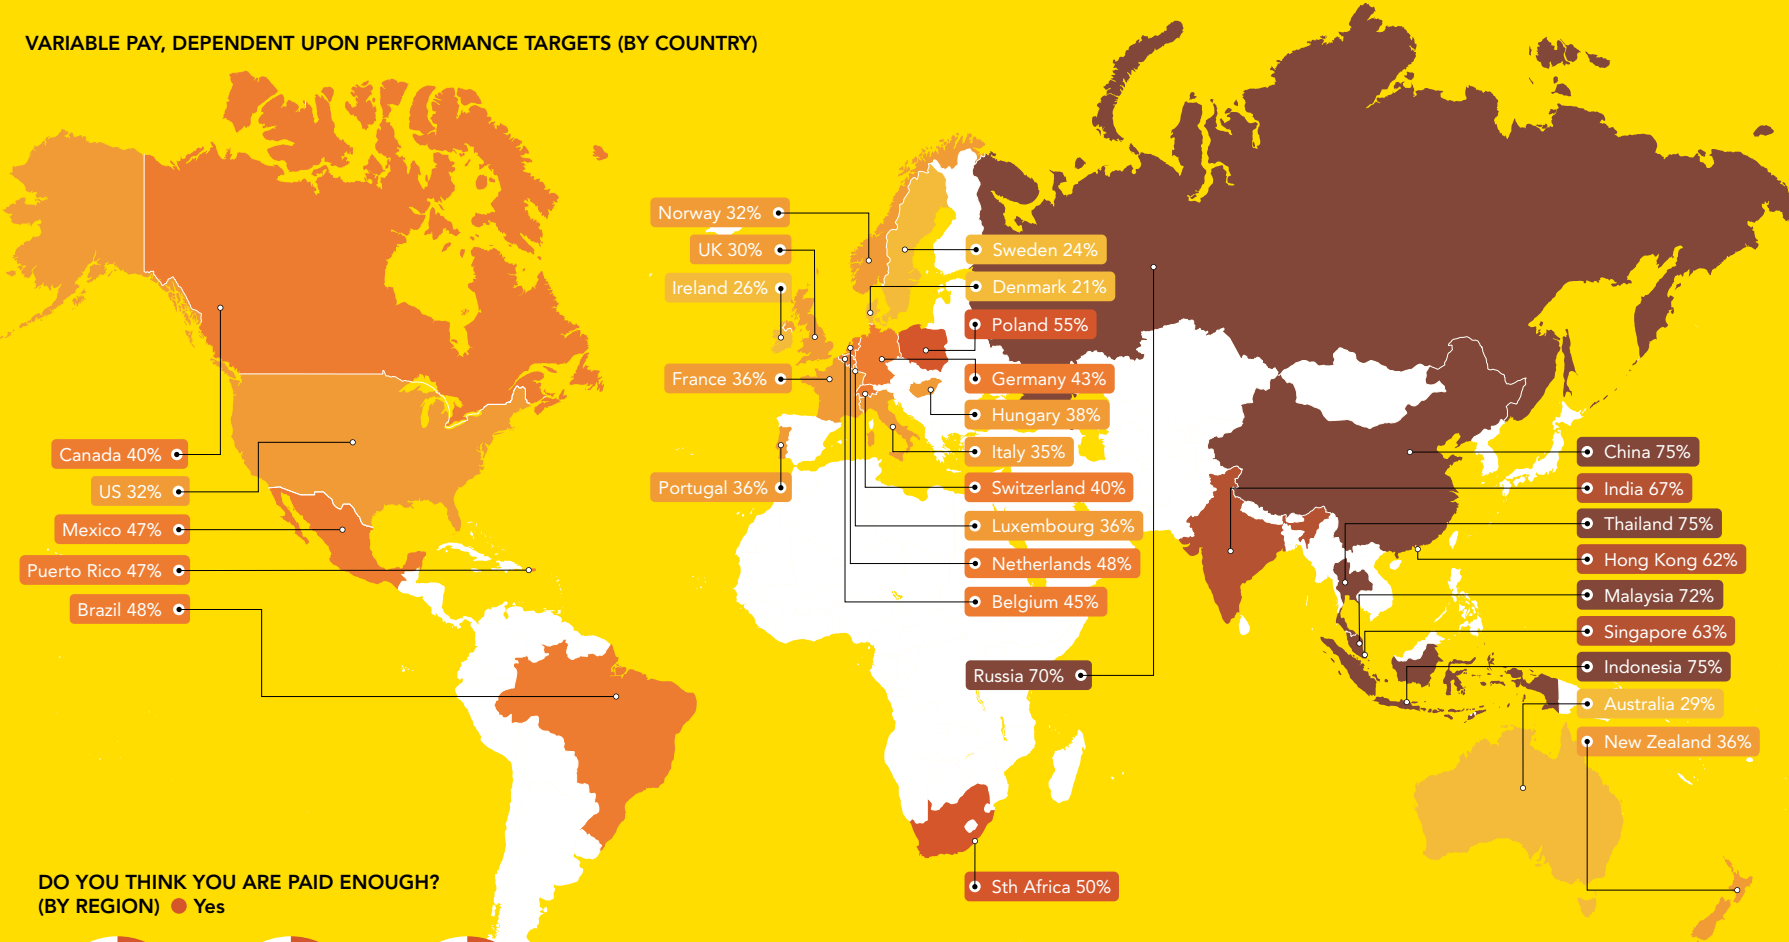 VARIABLE PAY, DEPENDENT UPON PERFORMANCE TARGETS (BY COUNTRY)
Canada 40%
US 32%
Mexico 47%
Puerto Rico 47%
Brazil 48%
Norway 32%
UK 30%
Ireland 26%
France 36%
Portugal 36%
Sweden 24%
Denmark 21%
Poland 55%
Germany 43%
Hungary 38%
Italy 35%
Switzerland 40%
Luxembourg 36%
Netherlands 48%
Belgium 45%
Russia 70%
Sth Africa 50%
China 75%
India 67%
Thailand 75%
Hong Kong 62%
Malaysia 72%
Singapore 63%
Indonesia 75%
Australia 29%
New Zealand 36%
DO YOU THINK YOU ARE PAID ENOUGH?
(BY REGION) Yes